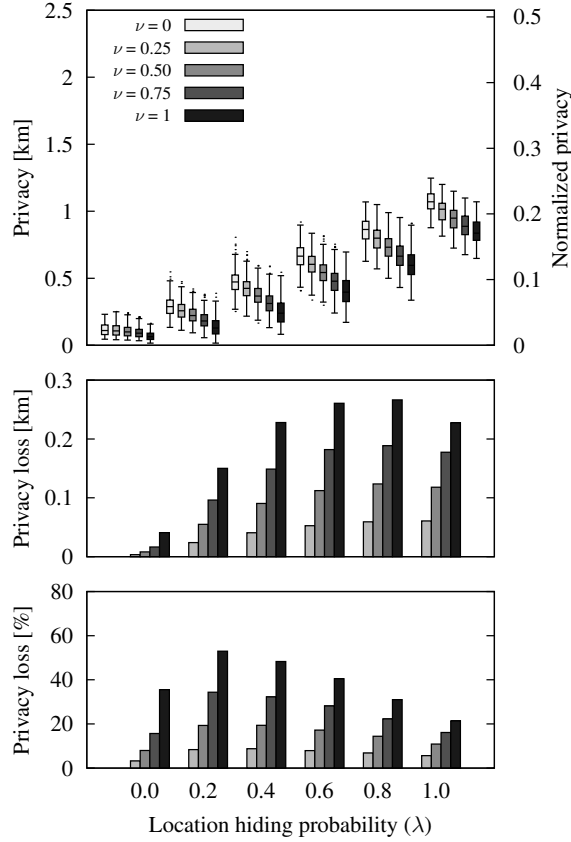 2.5
2
1.5
1
0.5
0
Privacy [km]
ν = 0
ν = 0.25
ν = 0.50
ν = 0.75
ν = 1
0.5
0.4
0.3
0.2
0.1
0
Normalized privacy
0.3
0.2
0.1
0
Privacy loss [km]
80
60
40
20
0
Privacy loss [%]
0.0 0.2 0.4 0.6 0.8 1.0
Location hiding probability (λ)